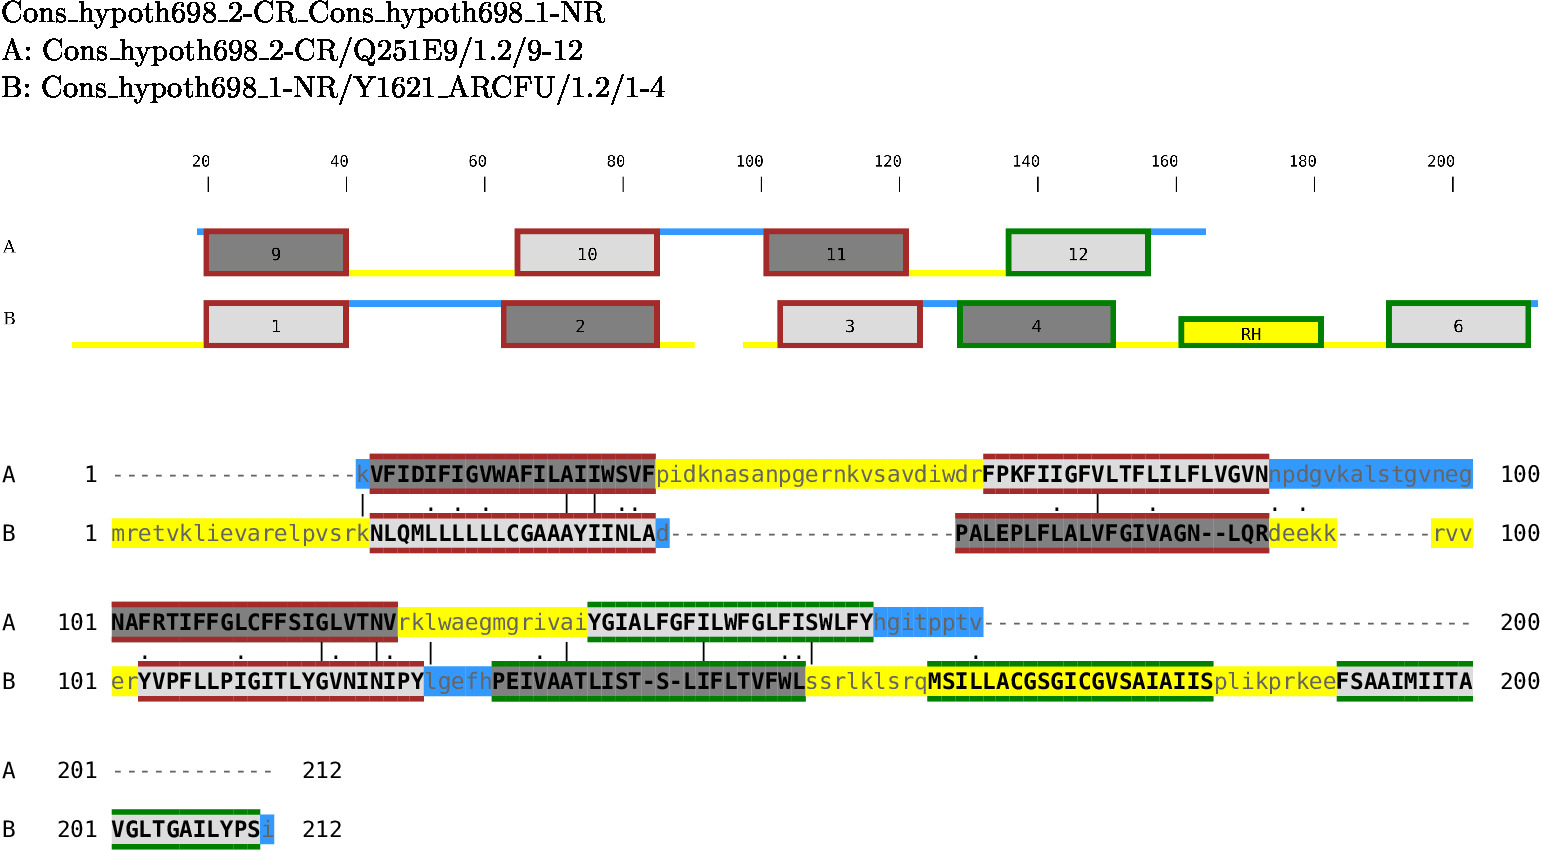 Cons_hypoth698_2-CR_Cons_hypoth698_1-NR
A: Cons_hypoth698_2-CR/Q251E9/1.2/9-12
B: Cons_hypoth698_1-NR/Y1621_ARCFU/1.2/1-4
20 40 60 80 100 120 140 160 180 200
A 9 10 11 12
B 1 2 3 4 RH 6
A 1 ------------------kVFIDIFIGVWAFILAIIWSVFpidknasanpgernkvsavdiwdrFPKFIIGFVLTFLILFLVGVNnpdgvkalstgvneg 100
B 1 mretvklievarelpvsrkNLQMLLLLLLCGAAAYIINLAd---------------------PALEPLFLALVFGIVAGN--LQRdeekk-------rvv 100
A 101 NAFRTIFFGLCFFSIGLVTNVrklwaegmgrivaiYGIALFGFILWFGLFISWLFYhgitpptv------------------------------------ 200
B 101 erYVPFLLPIGITLYGVNINIPYlgefhPEIVAATLIST-S-LIFLTVFWLssrlklsrqMSILLACGSGICGVSAIAIISplikprkeeFSAAIMIITA 200
A 201 ------------ 212
B 201 VGLTGAILYPSi 212